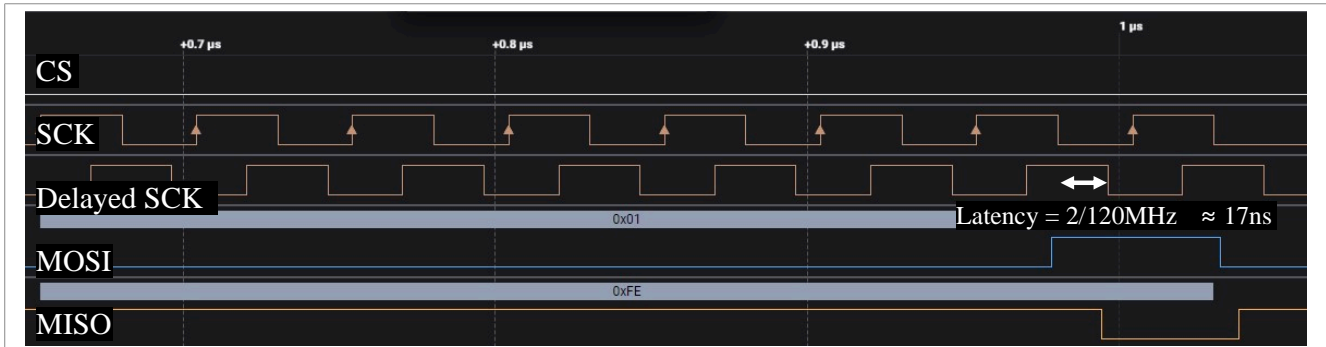 +0.7 µs +0.8 µs +0.9 µs 1 µs
CS
SCK
Delayed SCK
0x01
Latency = 2/120MHz ≈ 17ns
MOSI
0xFE
MISO